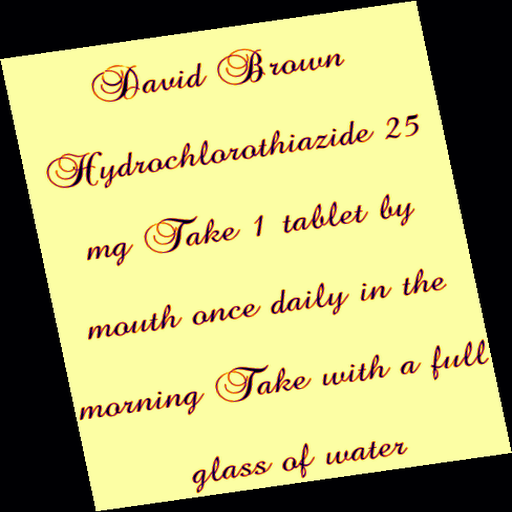 David Brown
Hydrochlorothiazide 25
mg Take 1 tablet by
mouth once daily in the
morning Take with a full
glass of water